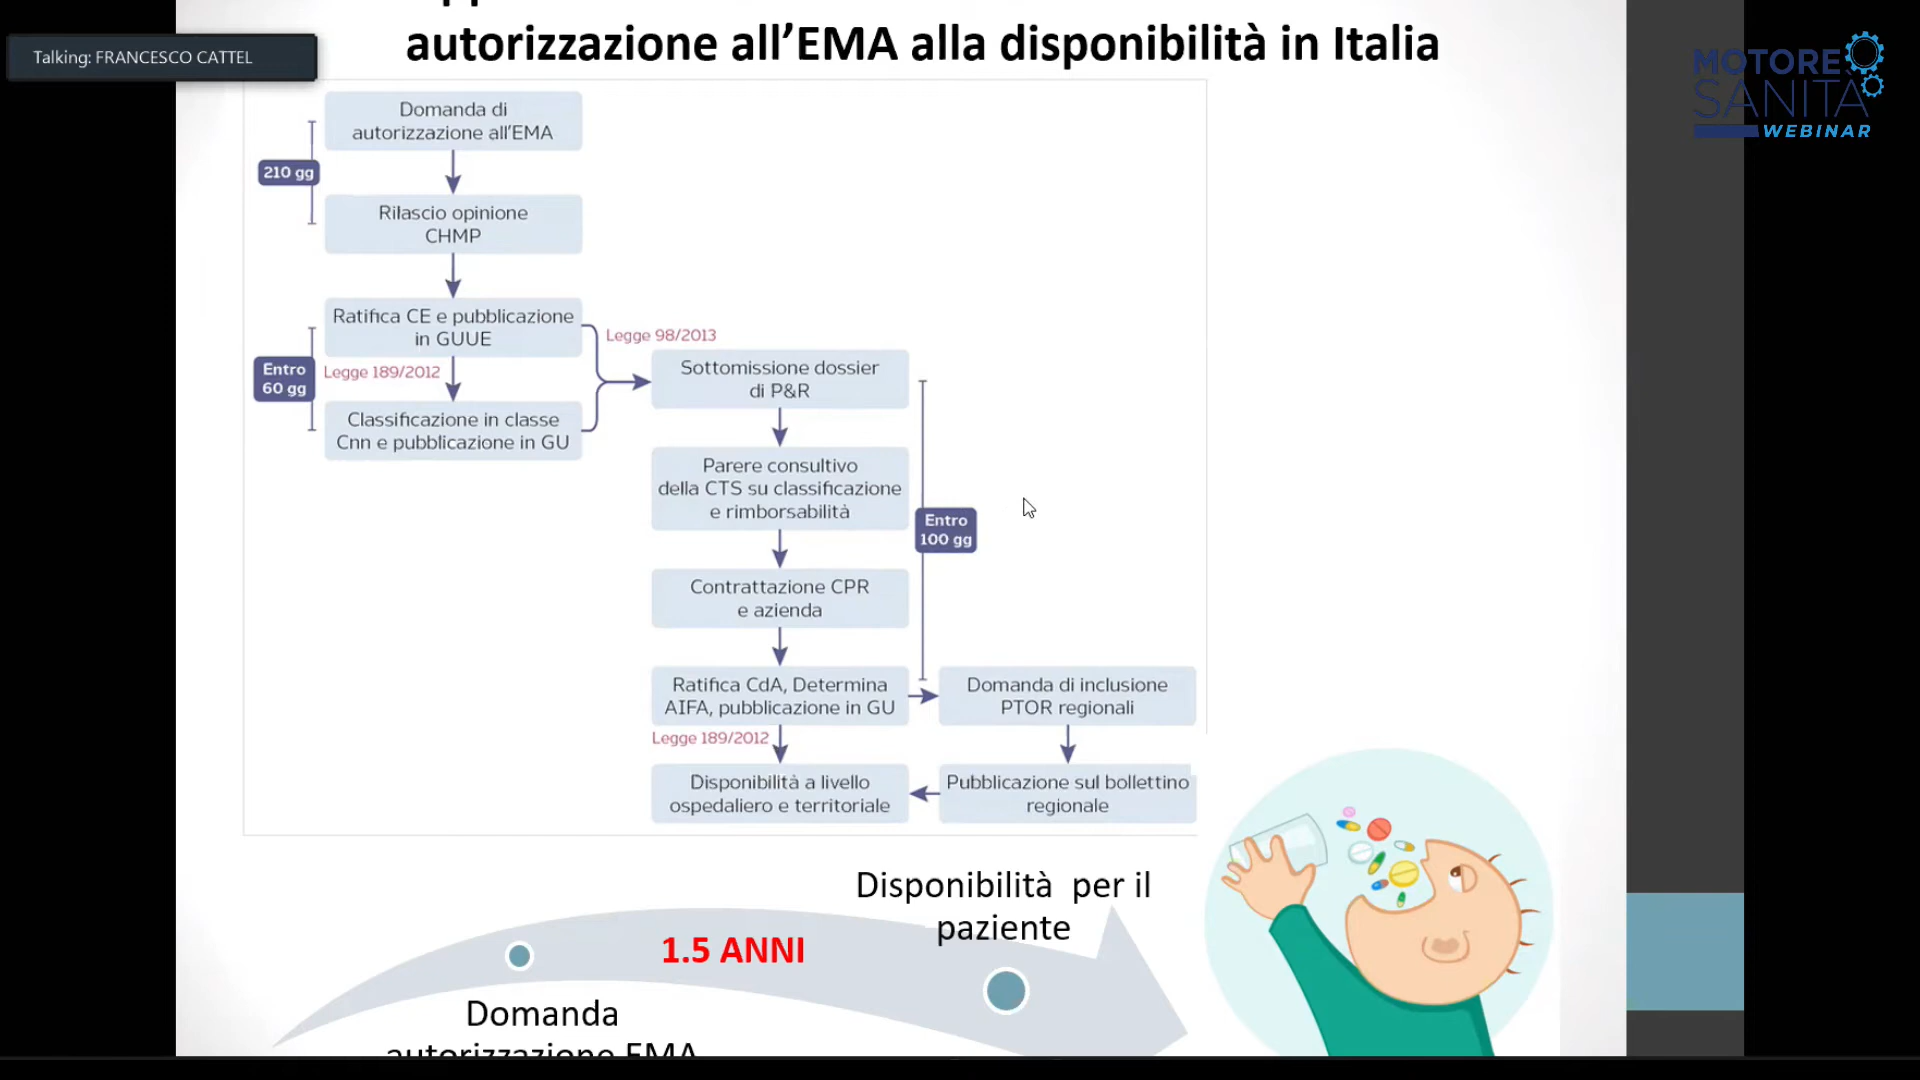 autorizzazione all'EMA alla disponibilità in Italia
Talking: FRANCESCO CATTEL
MOTORE
SANITÀ
WEBINAR
Domanda di
autorizzazione all'EMA
210 gg
Rilascio opinione
CHMP
Ratifica CE e pubblicazione
in GUUE
Legge 98/2013
Entro
60 gg
Legge 189/2012
Classificazione in classe
Cnn e pubblicazione in GU
Sottomissione dossier
di P&R
Parere consultivo
della CTS su classificazione
e rimborsabilità
Entro
100 gg
Contrattazione CPR
e azienda
Ratifica CdA, Determina
AIFA, pubblicazione in GU
Domanda di inclusione
PTOR regionali
Legge 189/2012
Disponibilità a livello
ospedaliero e territoriale
Pubblicazione sul bollettino
regionale
Disponibilità per il
paziente
1.5 ANNI
Domanda
autorizzazione EMA